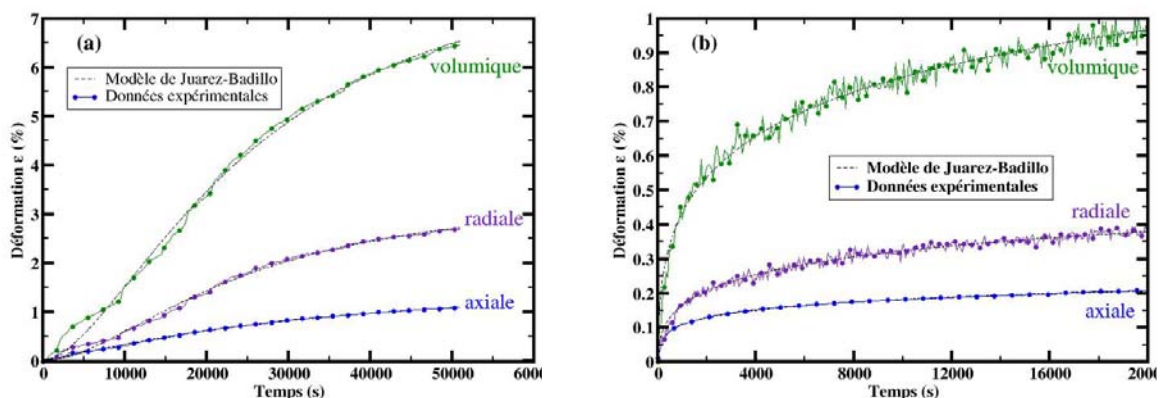 (a)
Modèle de Juarez-Badillo
Données expérimentales
volumique
radiale
axiale
Déformation ε (%)
7
6
5
4
3
2
1
0
0 10000 20000 30000 40000 50000 6000
Temps (s)
(b)
volumique
Modèle de Juarez-Badillo
Données expérimentales
radiale
axiale
Déformation ε (%)
1
0.9
0.8
0.7
0.6
0.5
0.4
0.3
0.2
0.1
0
0 4000 8000 12000 16000 2000
Temps (s)